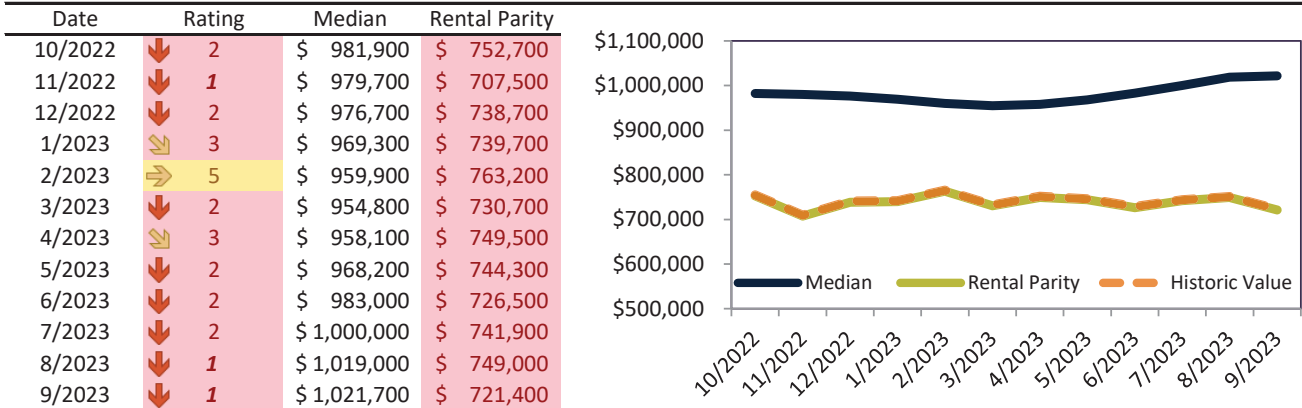 Date Rating Median Rental Parity
10/2022 2 $ 981,900 $ 752,700
11/2022 1 $ 979,700 $ 707,500
12/2022 2 $ 976,700 $ 738,700
1/2023 3 $ 969,300 $ 739,700
2/2023 5 $ 959,900 $ 763,200
3/2023 2 $ 954,800 $ 730,700
4/2023 3 $ 958,100 $ 749,500
5/2023 2 $ 968,200 $ 744,300
6/2023 2 $ 983,000 $ 726,500
7/2023 2 $ 1,000,000 $ 741,900
8/2023 1 $ 1,019,000 $ 749,000
9/2023 1 $ 1,021,700 $ 721,400
$1,100,000
$1,000,000
$900,000
$800,000
$700,000
$600,000
$500,000
Median Rental Parity Historic Value
10/2022 11/2022 12/2022 1/2023 2/2023 3/2023 4/2023 5/2023 6/2023 7/2023 8/2023 9/2023